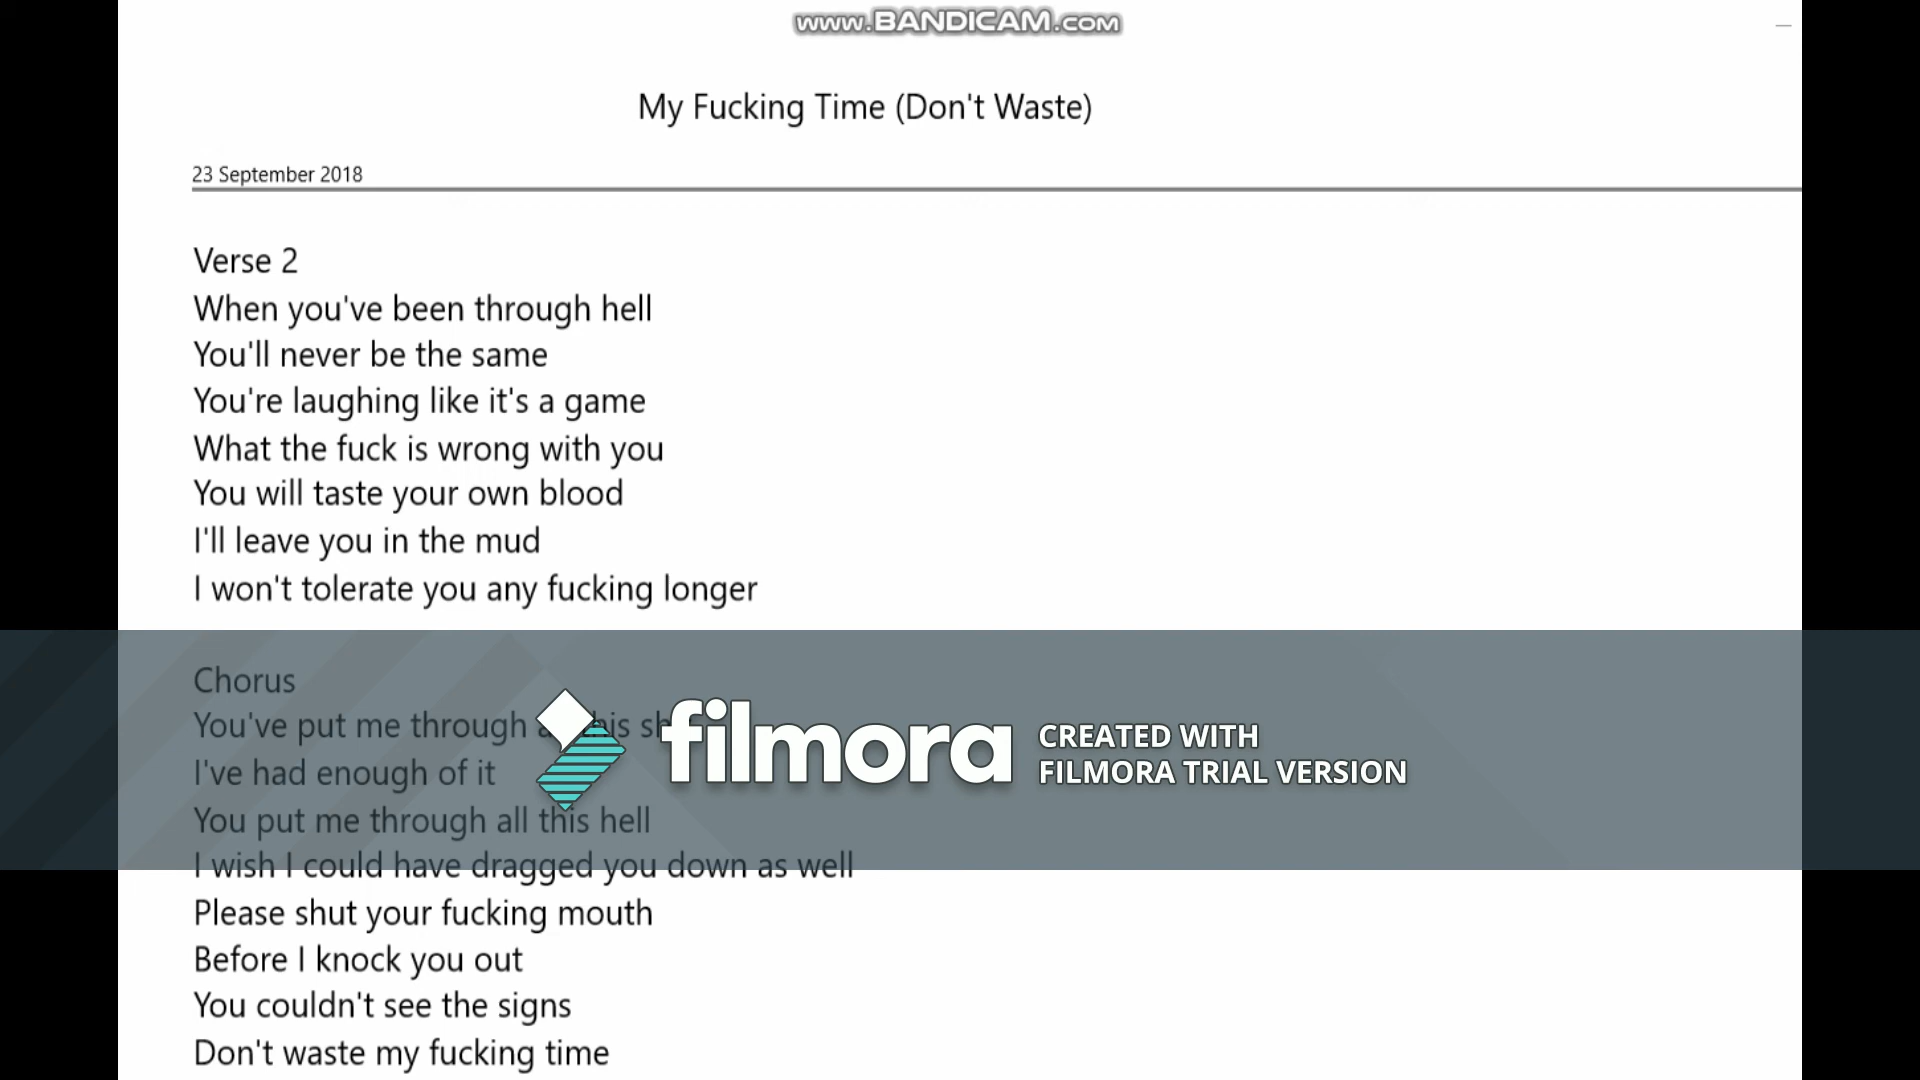 www.BANDICAM.com
My Fucking Time (Don't Waste)
23 September 2018
Verse 2
When you've been through hell
You'll never be the same
You're laughing like it's a game
What the fuck is wrong with you
You will taste your own blood
I'll leave you in the mud
I won't tolerate you any fucking longer
Chorus
You've put me through this
I've had enough of it
You put me through all this hell
I wish I could have dragged you down as well
Please shut your fucking mouth
Before I knock you out
You couldn't see the signs
Don't waste my fucking time
filmora
CREATED WITH
FILMORA TRIAL VERSION